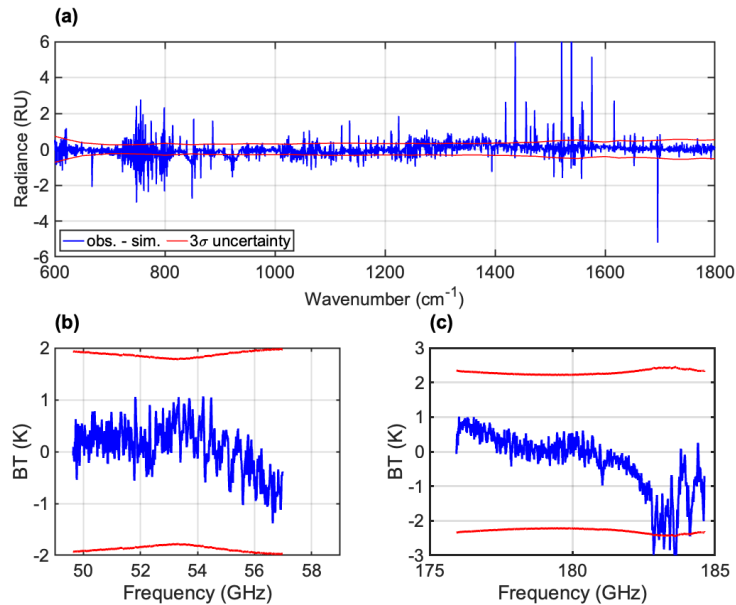 (a)
6
4
2
0
-2
-4
-6
Radiance (RU)
obs. - sim. 3σ uncertainty
600 800 1000 1200 1400 1600 1800
Wavenumber (cm⁻¹)
(b)
2
1
0
-1
-2
BT (K)
50 52 54 56 58
Frequency (GHz)
(c)
3
2
1
0
-1
-2
-3
BT (K)
175 180 185
Frequency (GHz)